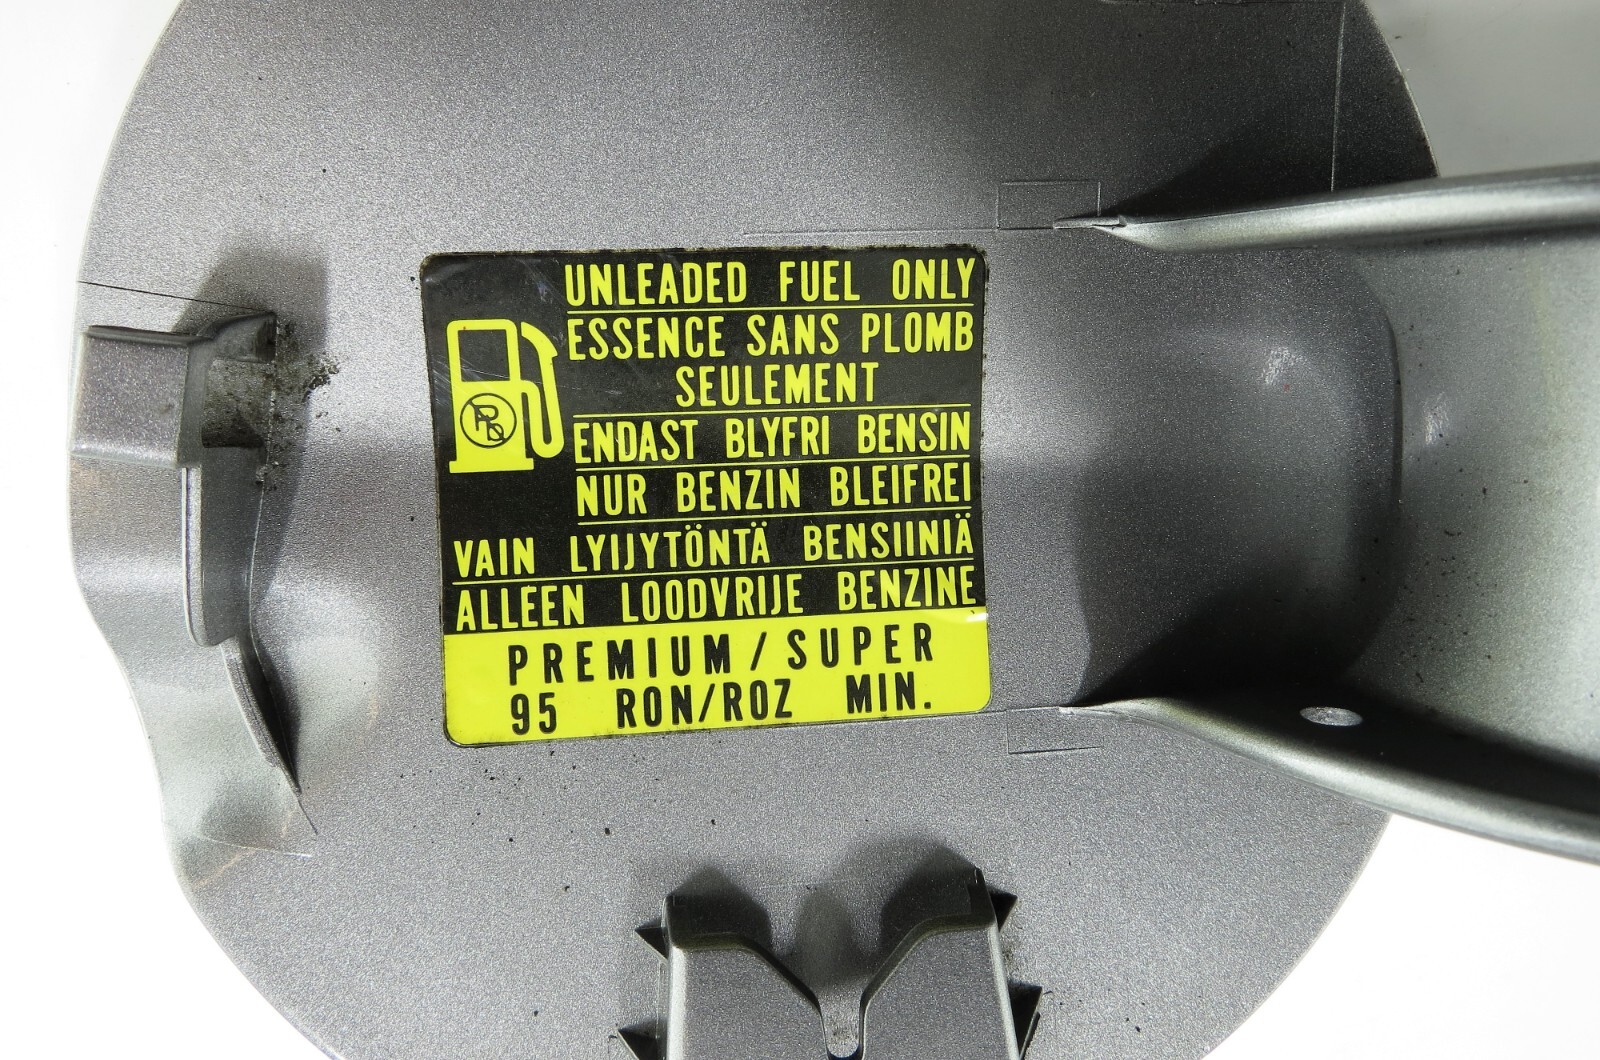 UNLEADED FUEL ONLY
ESSENCE SANS PLOMB
SEULEMENT
Pb
ENDAST BLYFRI BENSIN
NUR BENZIN BLEIFREI
VAIN LYIJYTÖNTÄ BENSIINIÄ
ALLEEN LOODVRIJE BENZINE
PREMIUM/SUPER
95 RON/ROZ MIN.